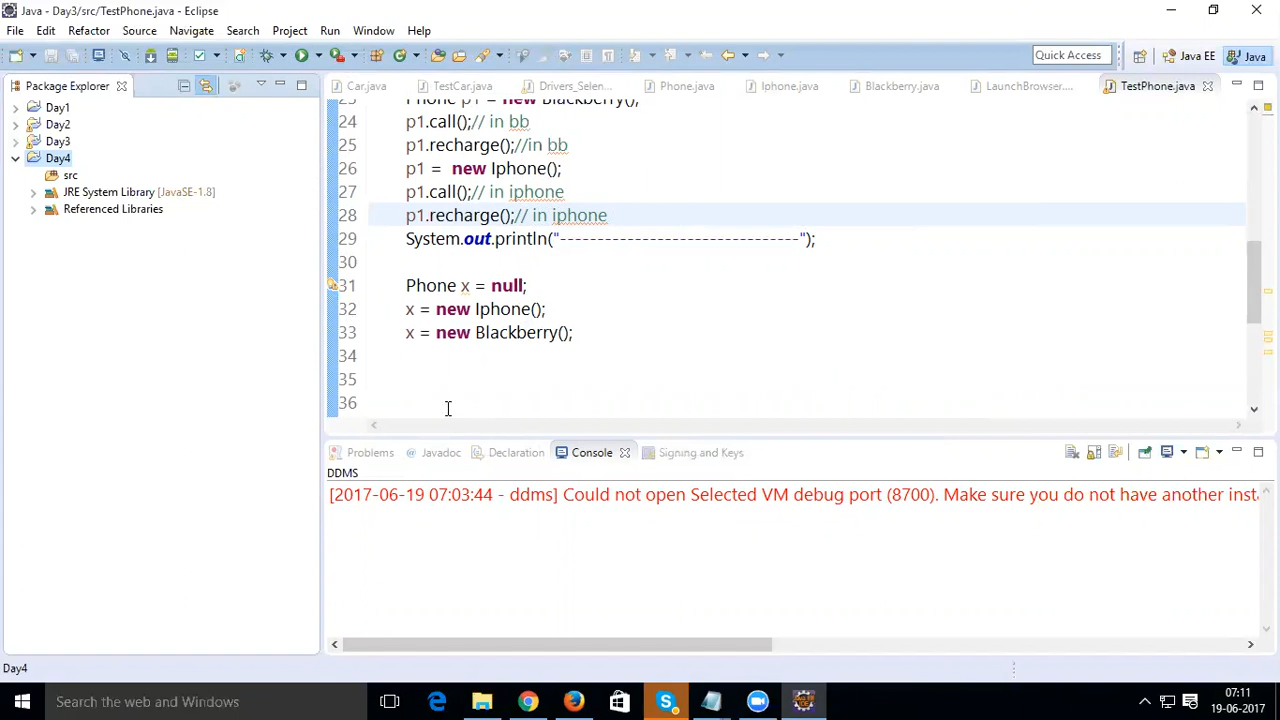 Java - Day3/src/TestPhone.java - Eclipse
File Edit Refactor Source Navigate Search Project Run Window Help
Quick Access Java EE Java
Package Explorer
Car.java TestCar.java Drivers_Selen... Phone.java Iphone.java Blackberry.java LaunchBrowser.... TestPhone.java
Day1
Day2
Day3
Day4
src
JRE System Library [JavaSE-1.8]
Referenced Libraries
23 Phone p1 = new Blackberry();
24 p1.call();// in bb
25 p1.recharge();//in bb
26 p1 = new Iphone();
27 p1.call();// in iphone
28 p1.recharge();// in iphone
29 System.out.println("--------------------------------");
30
31 Phone x = null;
32 x = new Iphone();
33 x = new Blackberry();
34
35
36
Problems Javadoc Declaration Console Signing and Keys
DDMS
[2017-06-19 07:03:44 - ddms] Could not open Selected VM debug port (8700). Make sure you do not have another inst
Day4
Search the web and Windows
07:11
19-06-2017